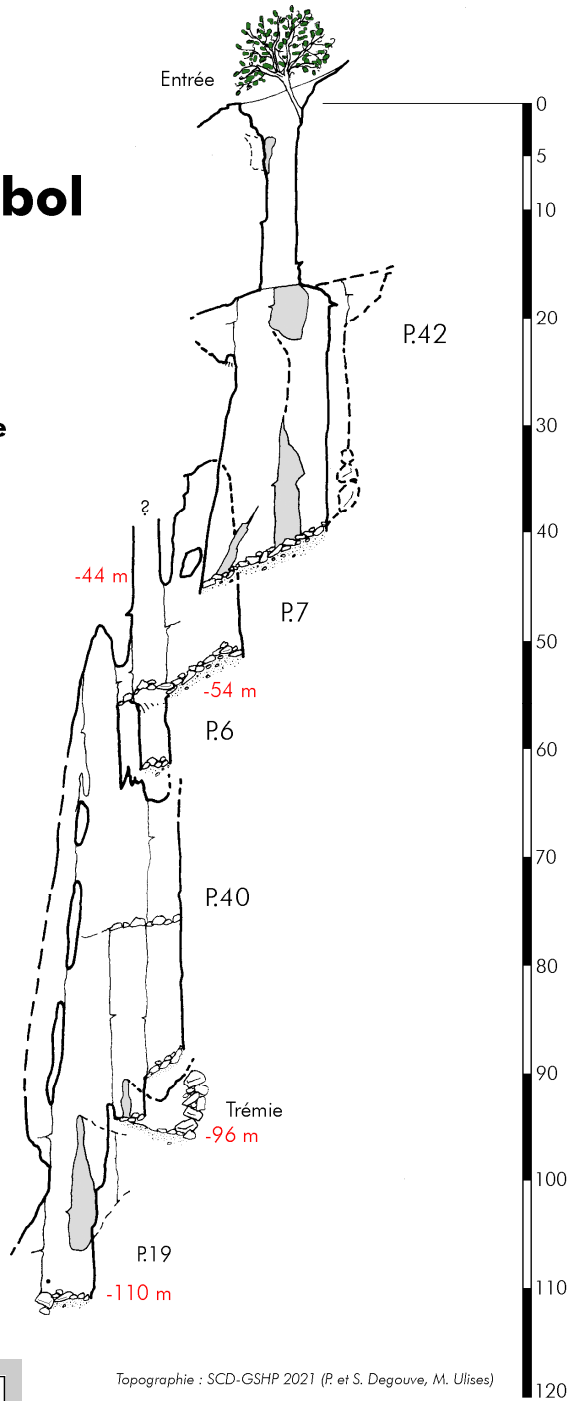 Entrée
0
5
bol
10
20
P.42
30
e
?
40
-44 m
P.7
50
-54 m
P.6
60
70
P.40
80
90
Trémie
-96 m
100
P.19
-110 m
110
Topographie : SCD-GSHP 2021 (P. et S. Degouve, M. Ulises)
120